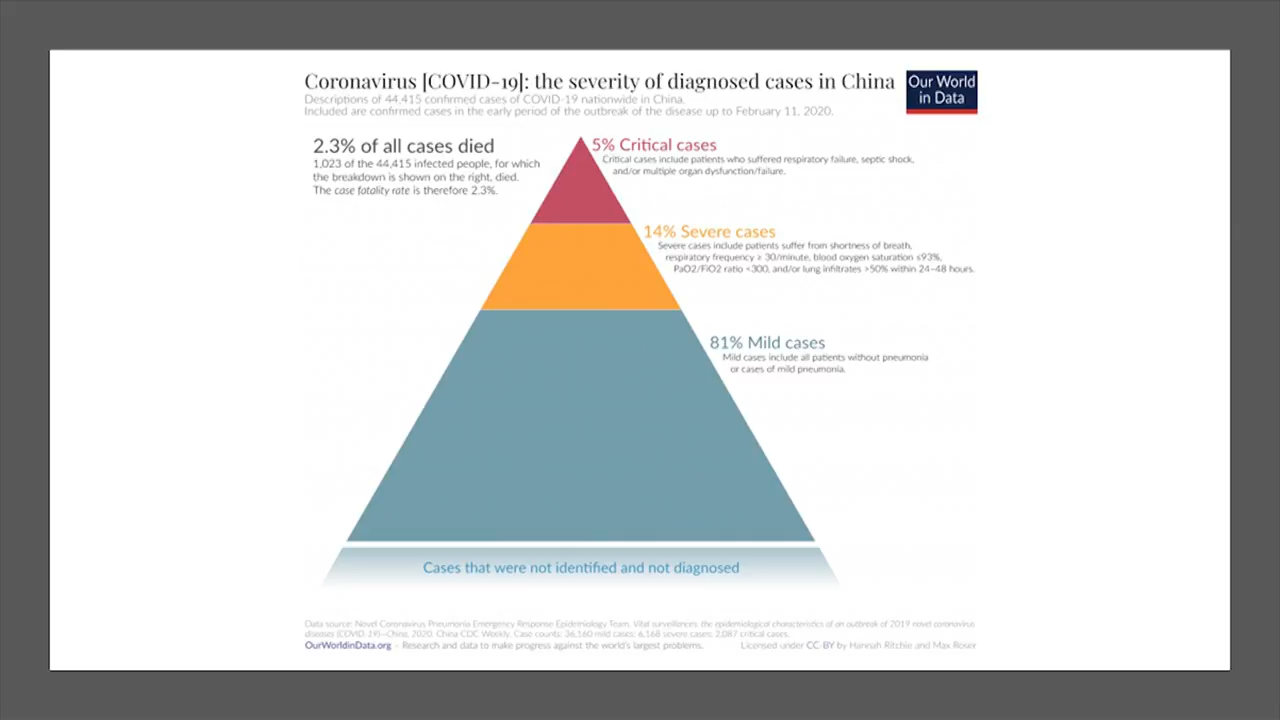 Coronavirus [COVID-19]: the severity of diagnosed cases in China
Our World
in Data
Descriptions of 44,415 confirmed cases of COVID-19 nationwide in China.
Included are confirmed cases in the early period of the outbreak of the disease up to February 11, 2020.
2.3% of all cases died
1,023 of the 44,415 infected people, for which
the breakdown is shown on the right, died.
The case fatality rate is therefore 2.3%.
5% Critical cases
Critical cases include patients who suffered respiratory failure, septic shock,
and/or multiple organ dysfunction/failure.
14% Severe cases
Severe cases include patients suffer from shortness of breath,
respiratory frequency ≥ 30/minute, blood oxygen saturation ≤93%,
PaO2/FiO2 ratio <300, and/or lung infiltrates >50% within 24–48 hours.
81% Mild cases
Mild cases include all patients without pneumonia
or cases of mild pneumonia.
Cases that were not identified and not diagnosed
Data source: Novel Coronavirus Pneumonia Emergency Response Epidemiology Team. Vital surveillances: the epidemiological characteristics of an outbreak of 2019 novel coronavirus
diseases (COVID-19)—China, 2020. China CDC Weekly. Case counts: 36,160 mild cases; 6,168 severe cases; 2,087 critical cases.
OurWorldinData.org – Research and data to make progress against the world's largest problems.
Licensed under CC-BY by Hannah Ritchie and Max Roser